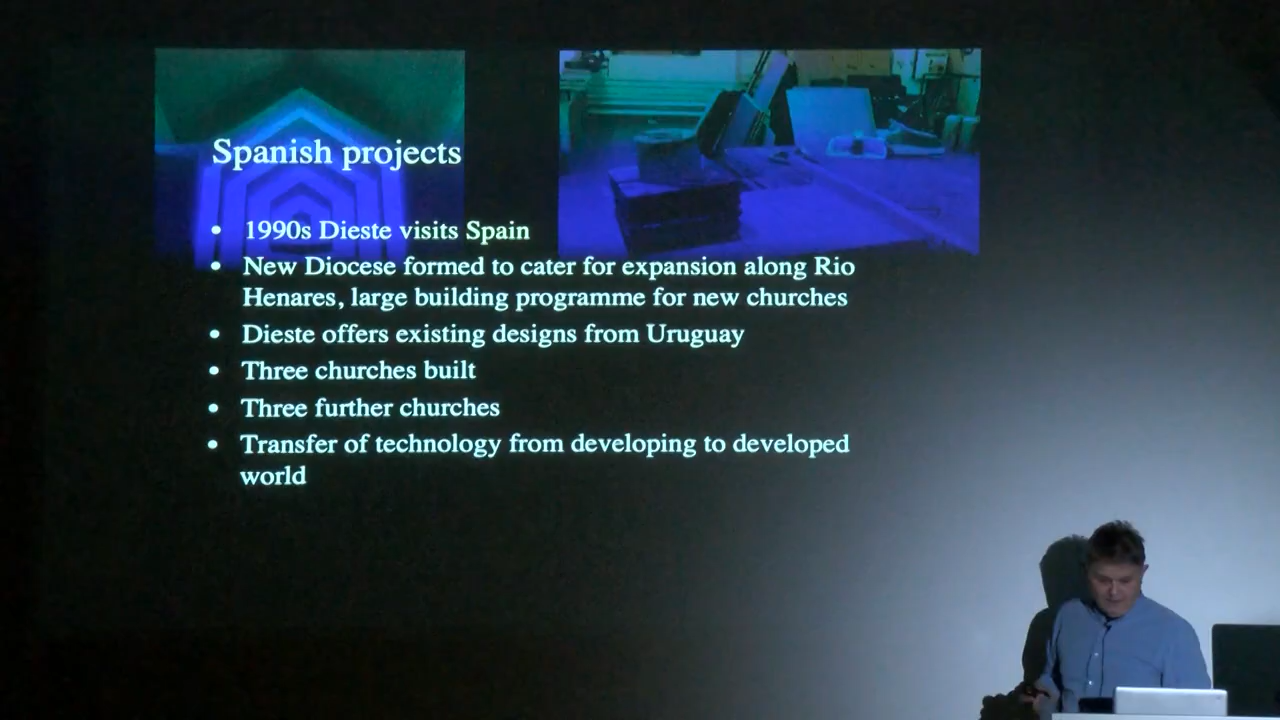 Spanish projects
• 1990s Dieste visits Spain
• New Diocese formed to cater for expansion along Rio
Henares, large building programme for new churches
• Dieste offers existing designs from Uruguay
• Three churches built
• Three further churches
• Transfer of technology from developing to developed
world